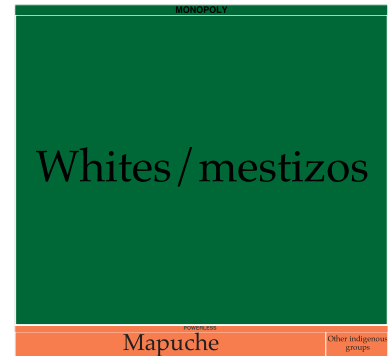 MONOPOLY
Whites/mestizos
POWERLESS
Mapuche
Other indigenous
groups